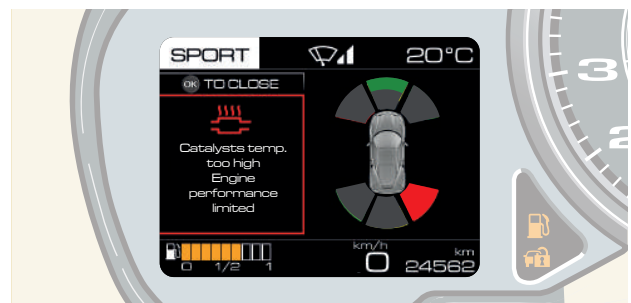 SPORT
20°C
OK TO CLOSE
Catalysts temp.
too high
Engine
performance
limited
0 1/2 1
km/h
0
km
24562
3
2